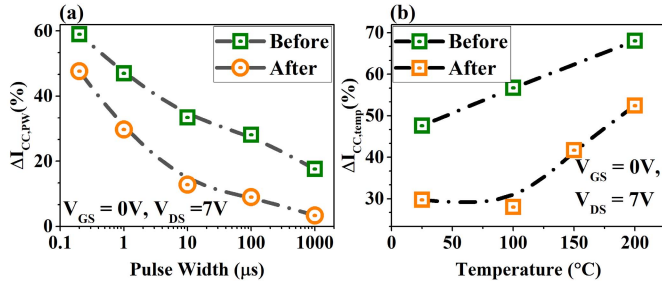 (a)
60
40
20
0
ΔI_CC,PW(%)
Before
After
V_GS = 0V, V_DS =7V
0.1 1 10 100 1000
Pulse Width (μs)
(b)
70
60
50
40
30
ΔI_CC,temp(%)
Before
After
V_GS = 0V,
V_DS = 7V
0 50 100 150 200
Temperature (°C)